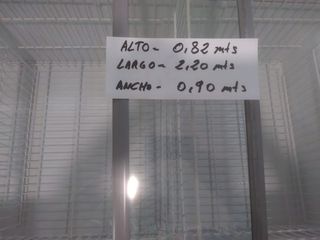 ALTO- 0,82 mts
LARGO- 2,20 mts
ANCHO- 0,90 mts